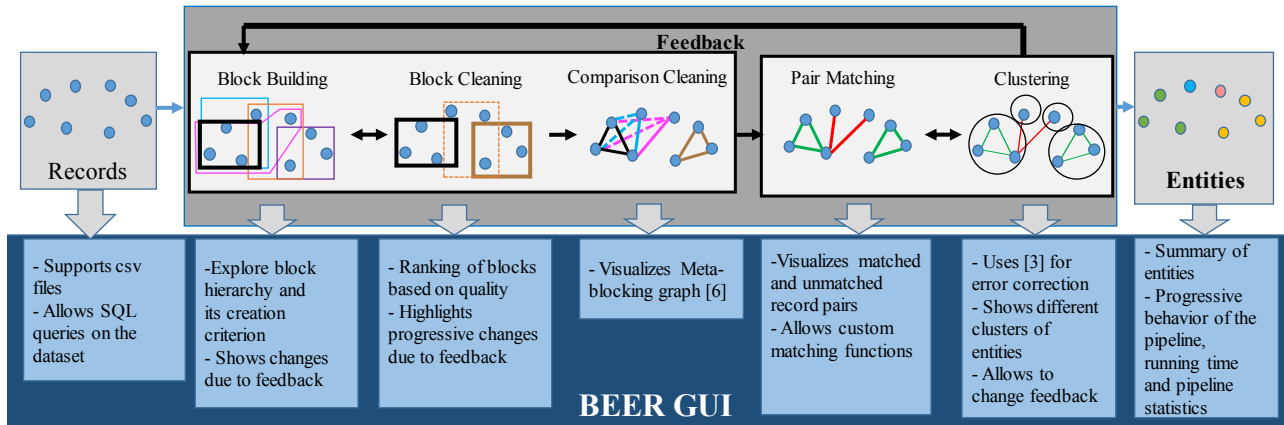 Feedback
Records
Block Building
Block Cleaning
Comparison Cleaning
Pair Matching
Clustering
Entities
- Supports csv
files
- Allows SQL
queries on the
dataset
-Explore block
hierarchy and
its creation
criterion
- Shows changes
due to feedback
- Ranking of blocks
based on quality
- Highlights
progressive changes
due to feedback
- Visualizes Meta-
blocking graph [6]
-Visualizes matched
and unmatched
record pairs
- Allows custom
matching functions
- Uses [3] for
error correction
- Shows different
clusters of
entities
- Allows to
change feedback
- Summary of
entities
- Progressive
behavior of the
pipeline,
running time
and pipeline
statistics
BEER GUI